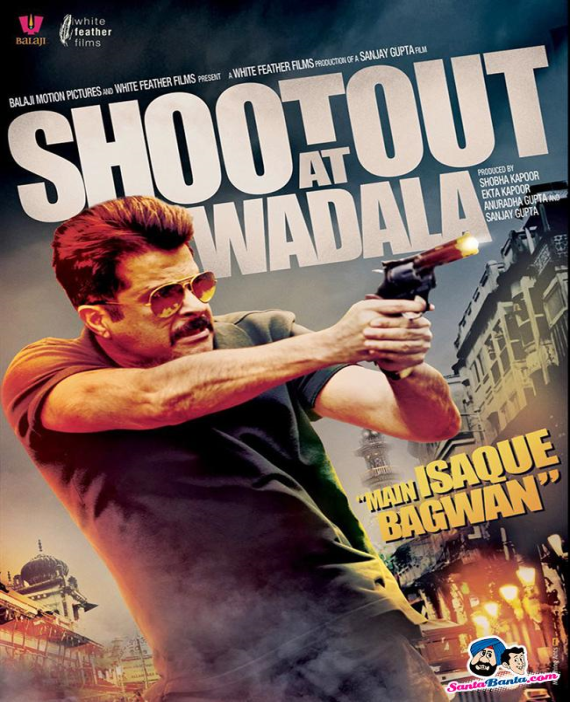 BALAJI
white
feather
films
BALAJI MOTION PICTURES AND WHITE FEATHER FILMS PRESENT A WHITE FEATHER FILMS PRODUCTION OF A SANJAY GUPTA FILM
SHOOTOUT
AT
WADALA
PRODUCED BY
SHOBHA KAPOOR
EKTA KAPOOR
ANURADHA GUPTA AND
SANJAY GUPTA
"MAIN ISAQUE
BAGWAN"
SantaBanta.com